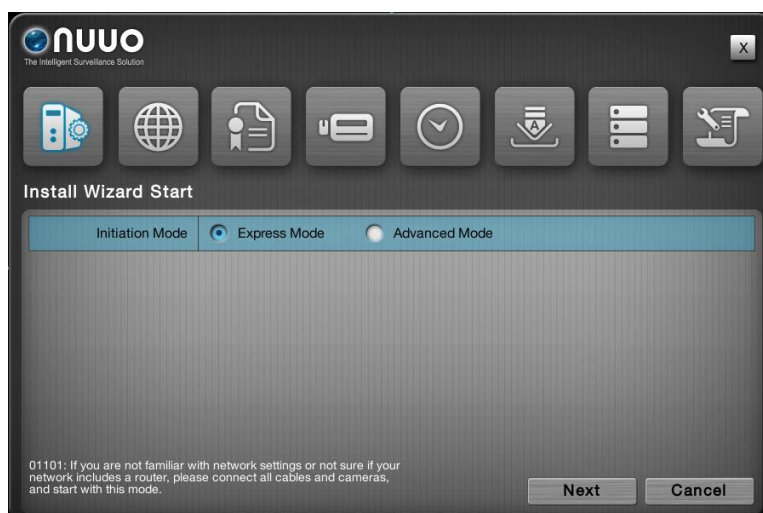 nuuo
The Intelligent Surveillance Solution
X
A
Install Wizard Start
Initiation Mode Express Mode Advanced Mode
01101: If you are not familiar with network settings or not sure if your
network includes a router, please connect all cables and cameras,
and start with this mode.
Next Cancel